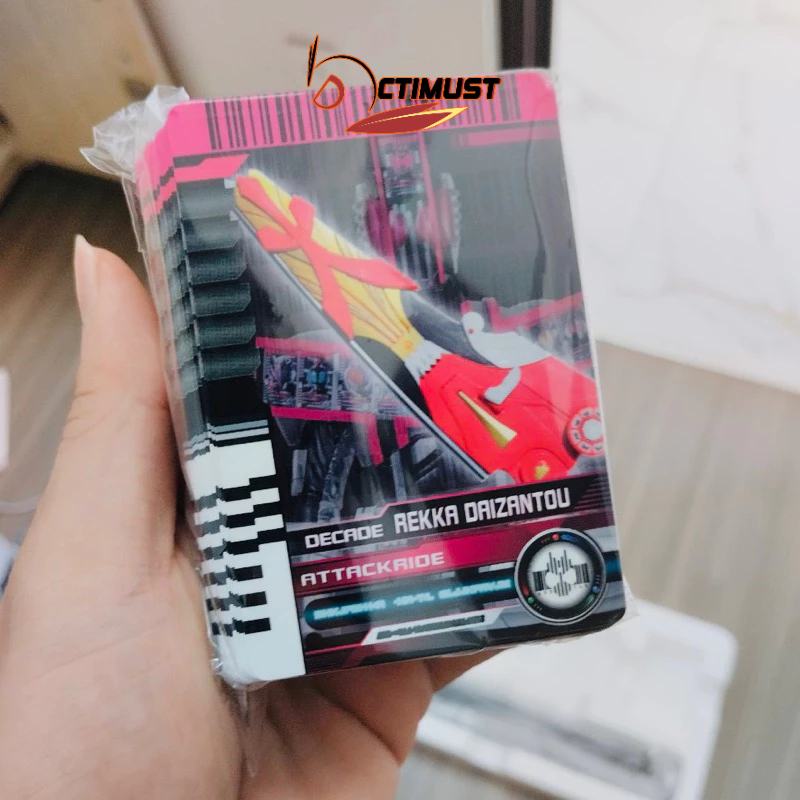 CTIMUST
DECADE REKKA DAIZANTOU
ATTACKRIDE